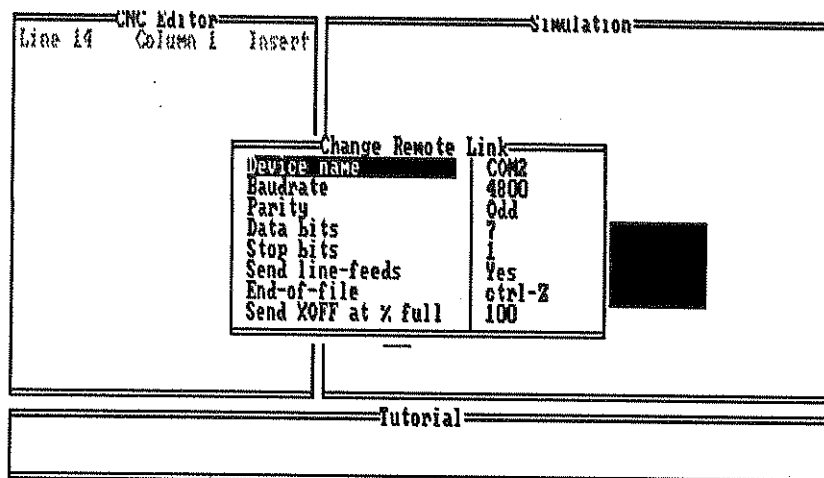 CNC Editor
Line 14 Column 1 Insert
Simulation
Change Remote Link
Device name COM2
Baudrate 4800
Parity Odd
Data bits 7
Stop bits 1
Send line-feeds Yes
End-of-file ctrl-Z
Send XOFF at % full 100
Tutorial